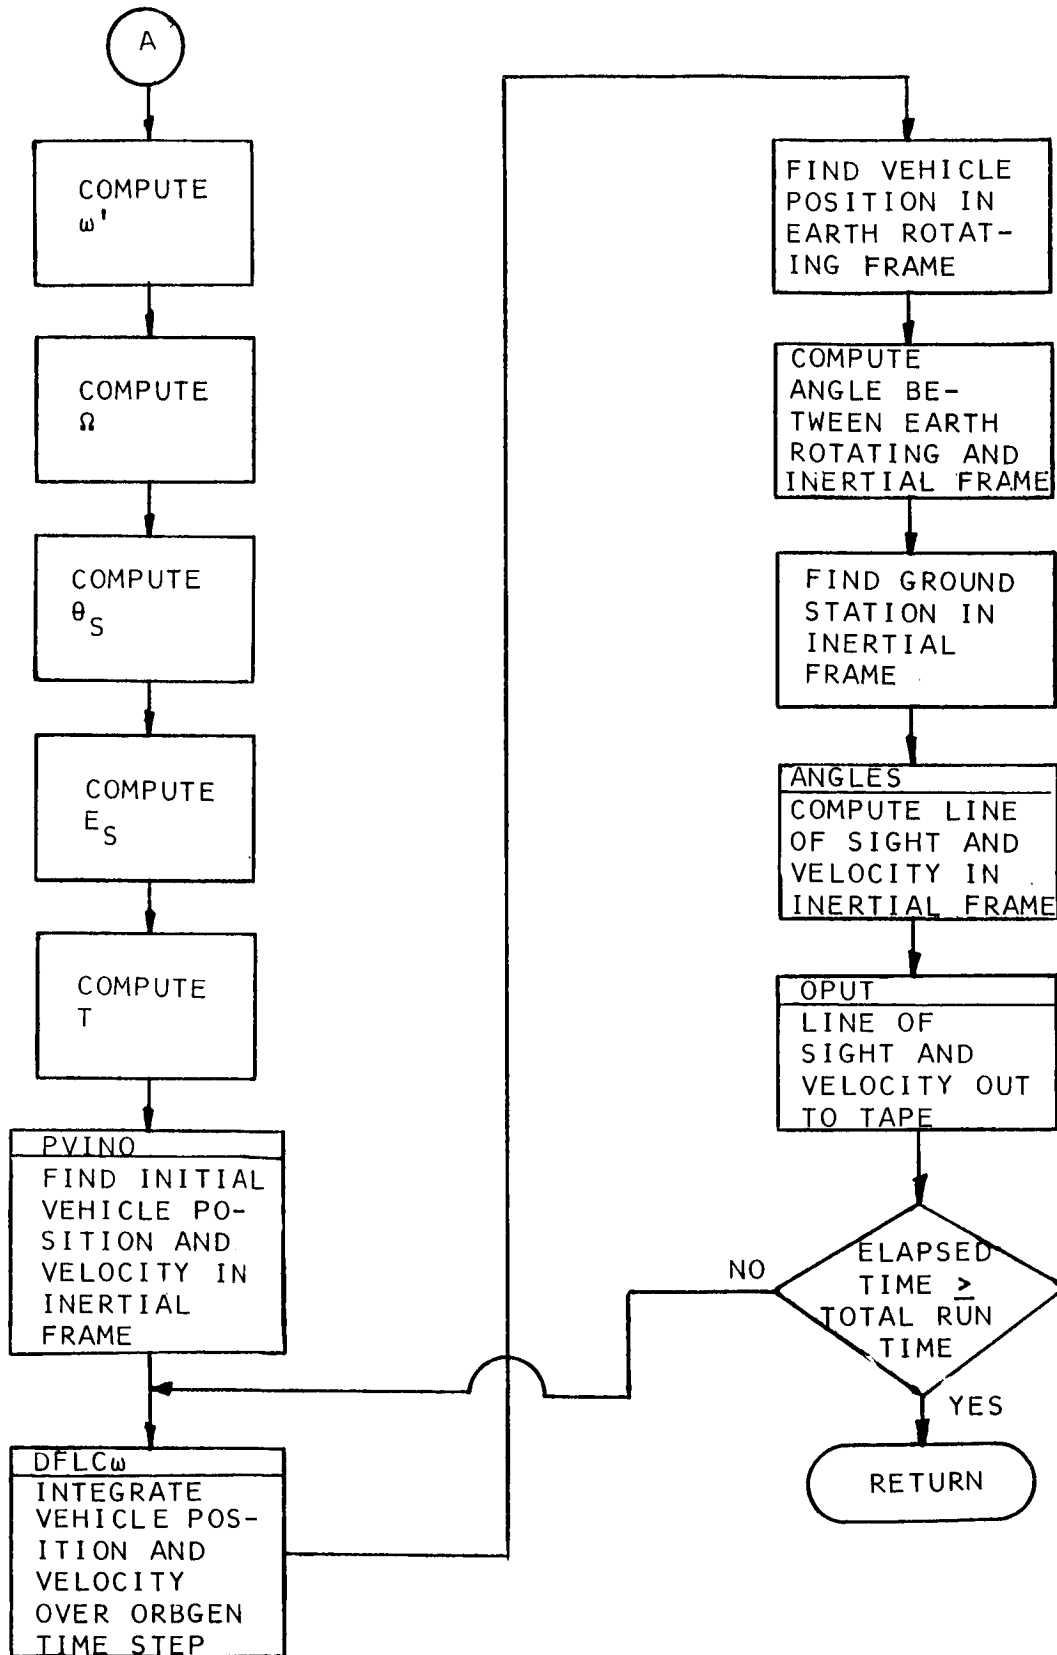 A
COMPUTE
ω'
COMPUTE
Ω
COMPUTE
θS
COMPUTE
ES
COMPUTE
T
PVINO
FIND INITIAL
VEHICLE PO-
SITION AND
VELOCITY IN
INERTIAL
FRAME
DFLCω
INTEGRATE
VEHICLE POS-
ITION AND
VELOCITY
OVER ORBGEN
TIME STEP
FIND VEHICLE
POSITION IN
EARTH ROTAT-
ING FRAME
COMPUTE
ANGLE BE-
TWEEN EARTH
ROTATING AND
INERTIAL FRAME
FIND GROUND
STATION IN
INERTIAL
FRAME
ANGLES
COMPUTE LINE
OF SIGHT AND
VELOCITY IN
INERTIAL FRAME
OPUT
LINE OF
SIGHT AND
VELOCITY OUT
TO TAPE
ELAPSED
TIME ≥
TOTAL RUN
TIME
NO
YES
RETURN